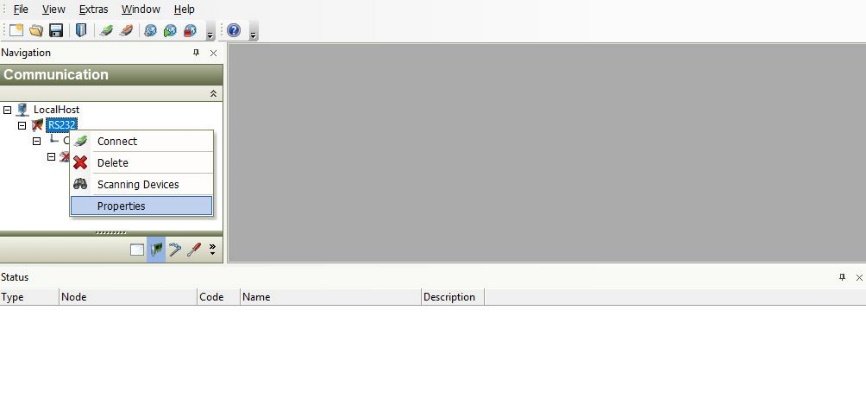 File View Extras Window Help
Navigation
Communication
LocalHost
RS232
C
Connect
Delete
Scanning Devices
Properties
Status
Type Node Code Name Description